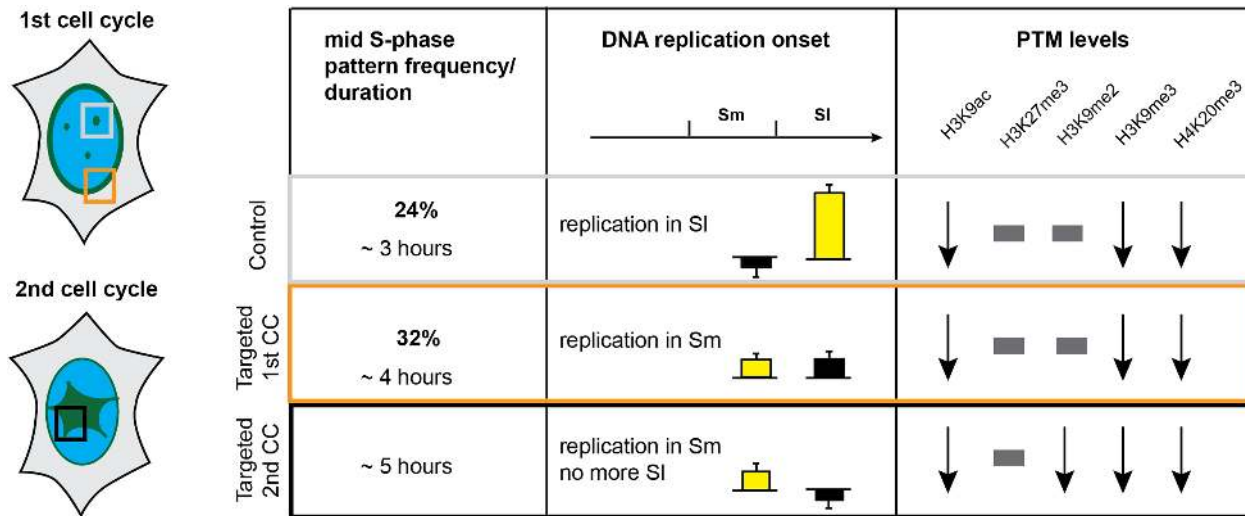 1st cell cycle
2nd cell cycle
mid S-phase
pattern frequency/
duration
DNA replication onset
Sm
Sl
PTM levels
H3K9ac
H3K27me3
H3K9me2
H3K9me3
H4K20me3
Control
24%
~ 3 hours
replication in Sl
Targeted
1st CC
32%
~ 4 hours
replication in Sm
Targeted
2nd CC
~ 5 hours
replication in Sm
no more Sl